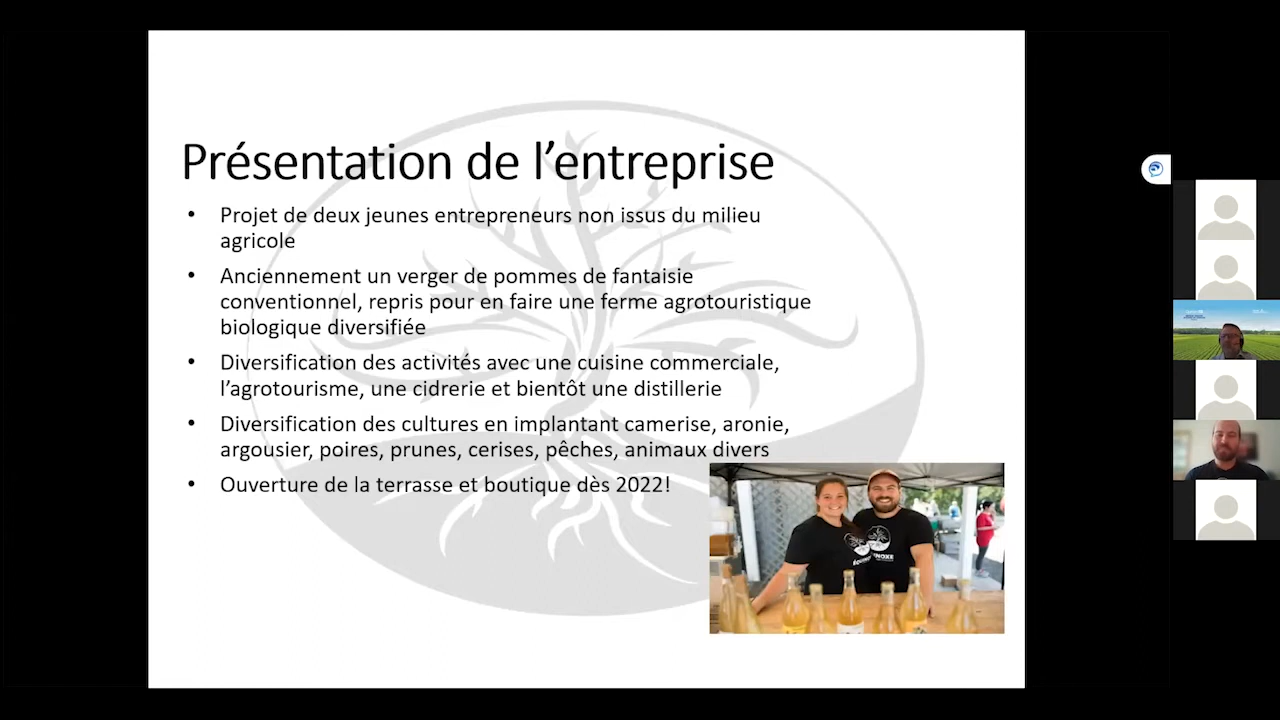 Présentation de l’entreprise
• Projet de deux jeunes entrepreneurs non issus du milieu
agricole
• Anciennement un verger de pommes de fantaisie
conventionnel, repris pour en faire une ferme agrotouristique
biologique diversifiée
• Diversification des activités avec une cuisine commerciale,
l’agrotourisme, une cidrerie et bientôt une distillerie
• Diversification des cultures en implantant camerise, aronie,
argousier, poires, prunes, cerises, pêches, animaux divers
• Ouverture de la terrasse et boutique dès 2022!